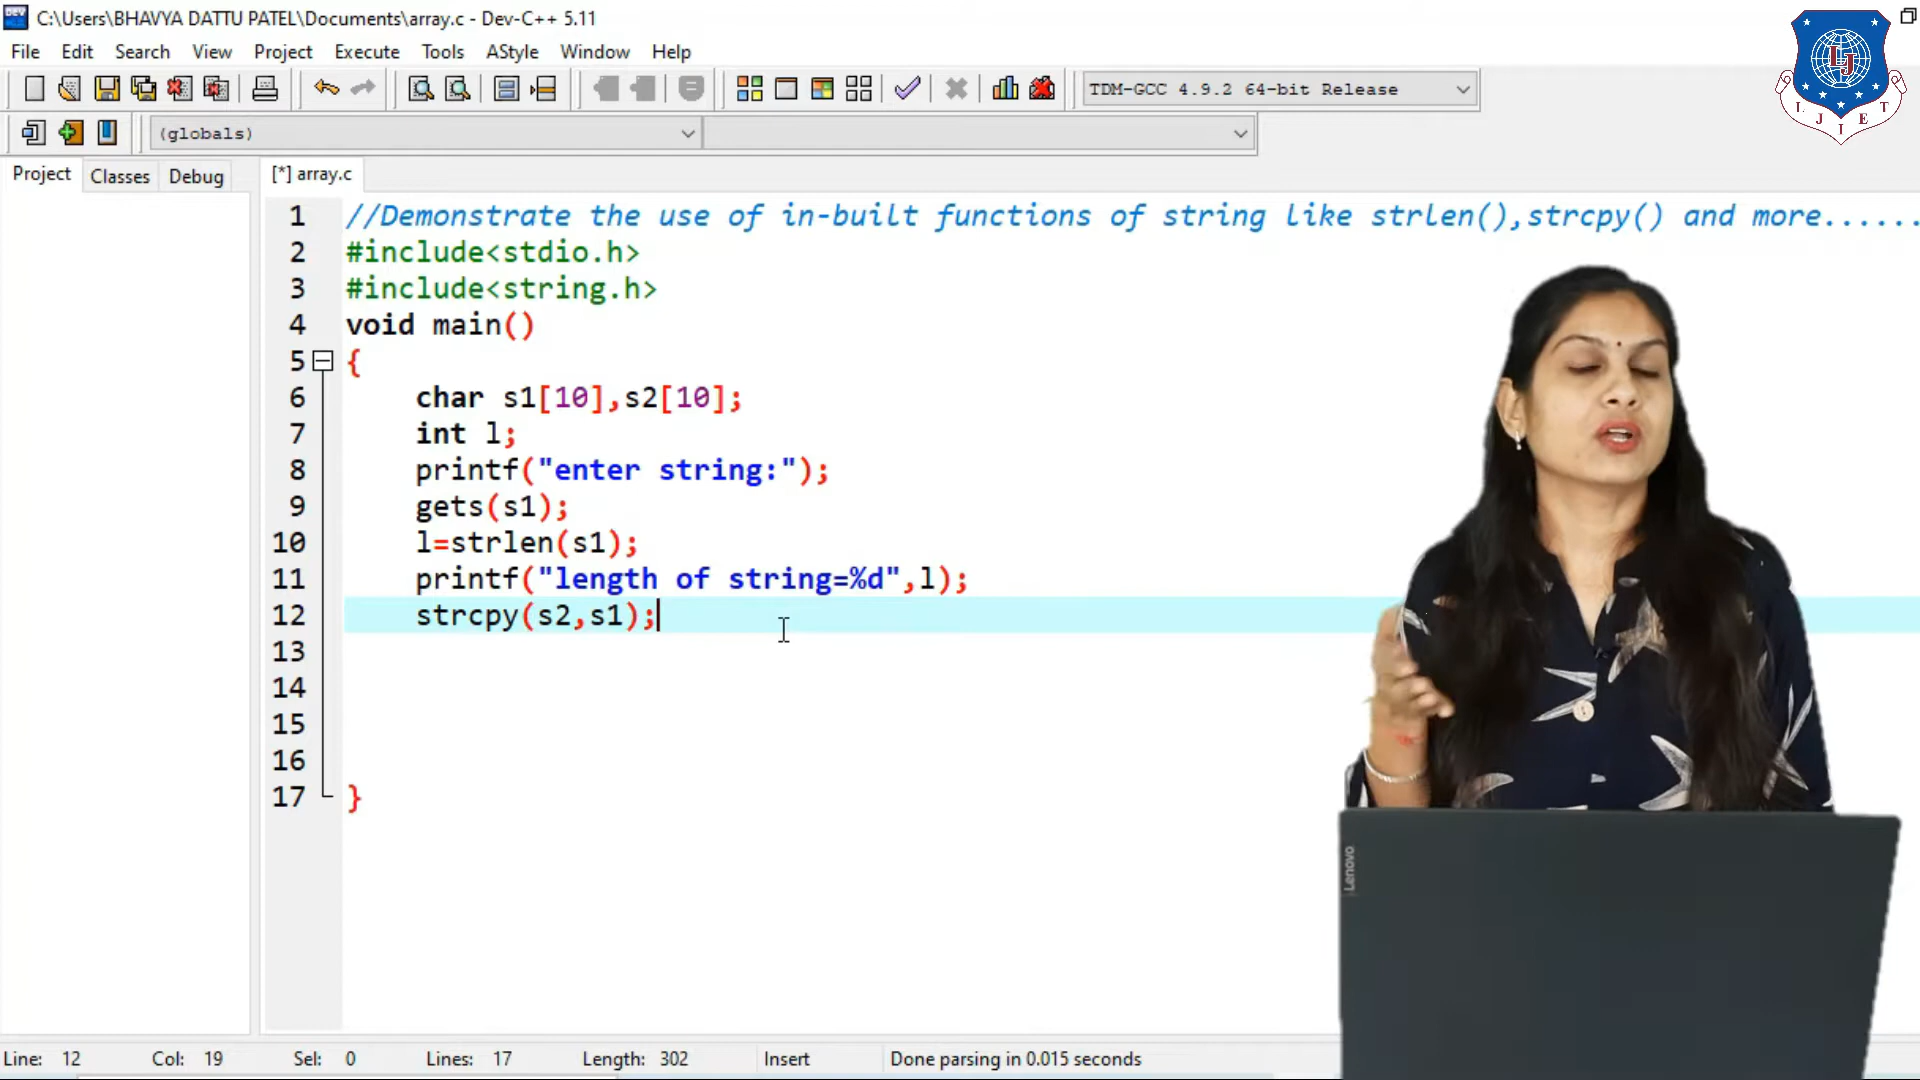 C:\Users\BHAVYA DATTU PATEL\Documents\array.c - Dev-C++ 5.11
File Edit Search View Project Execute Tools AStyle Window Help
TDM-GCC 4.9.2 64-bit Release
(globals)
Project Classes Debug [*] array.c
1 //Demonstrate the use of in-built functions of string like strlen(),strcpy() and more......
2 #include<stdio.h>
3 #include<string.h>
4 void main()
5 {
6 char s1[10],s2[10];
7 int l;
8 printf("enter string:");
9 gets(s1);
10 l=strlen(s1);
11 printf("length of string=%d",l);
12 strcpy(s2,s1);
13
14
15
16
17 }
Line: 12 Col: 19 Sel: 0 Lines: 17 Length: 302 Insert Done parsing in 0.015 seconds
LJ
L J I E T
Lenovo